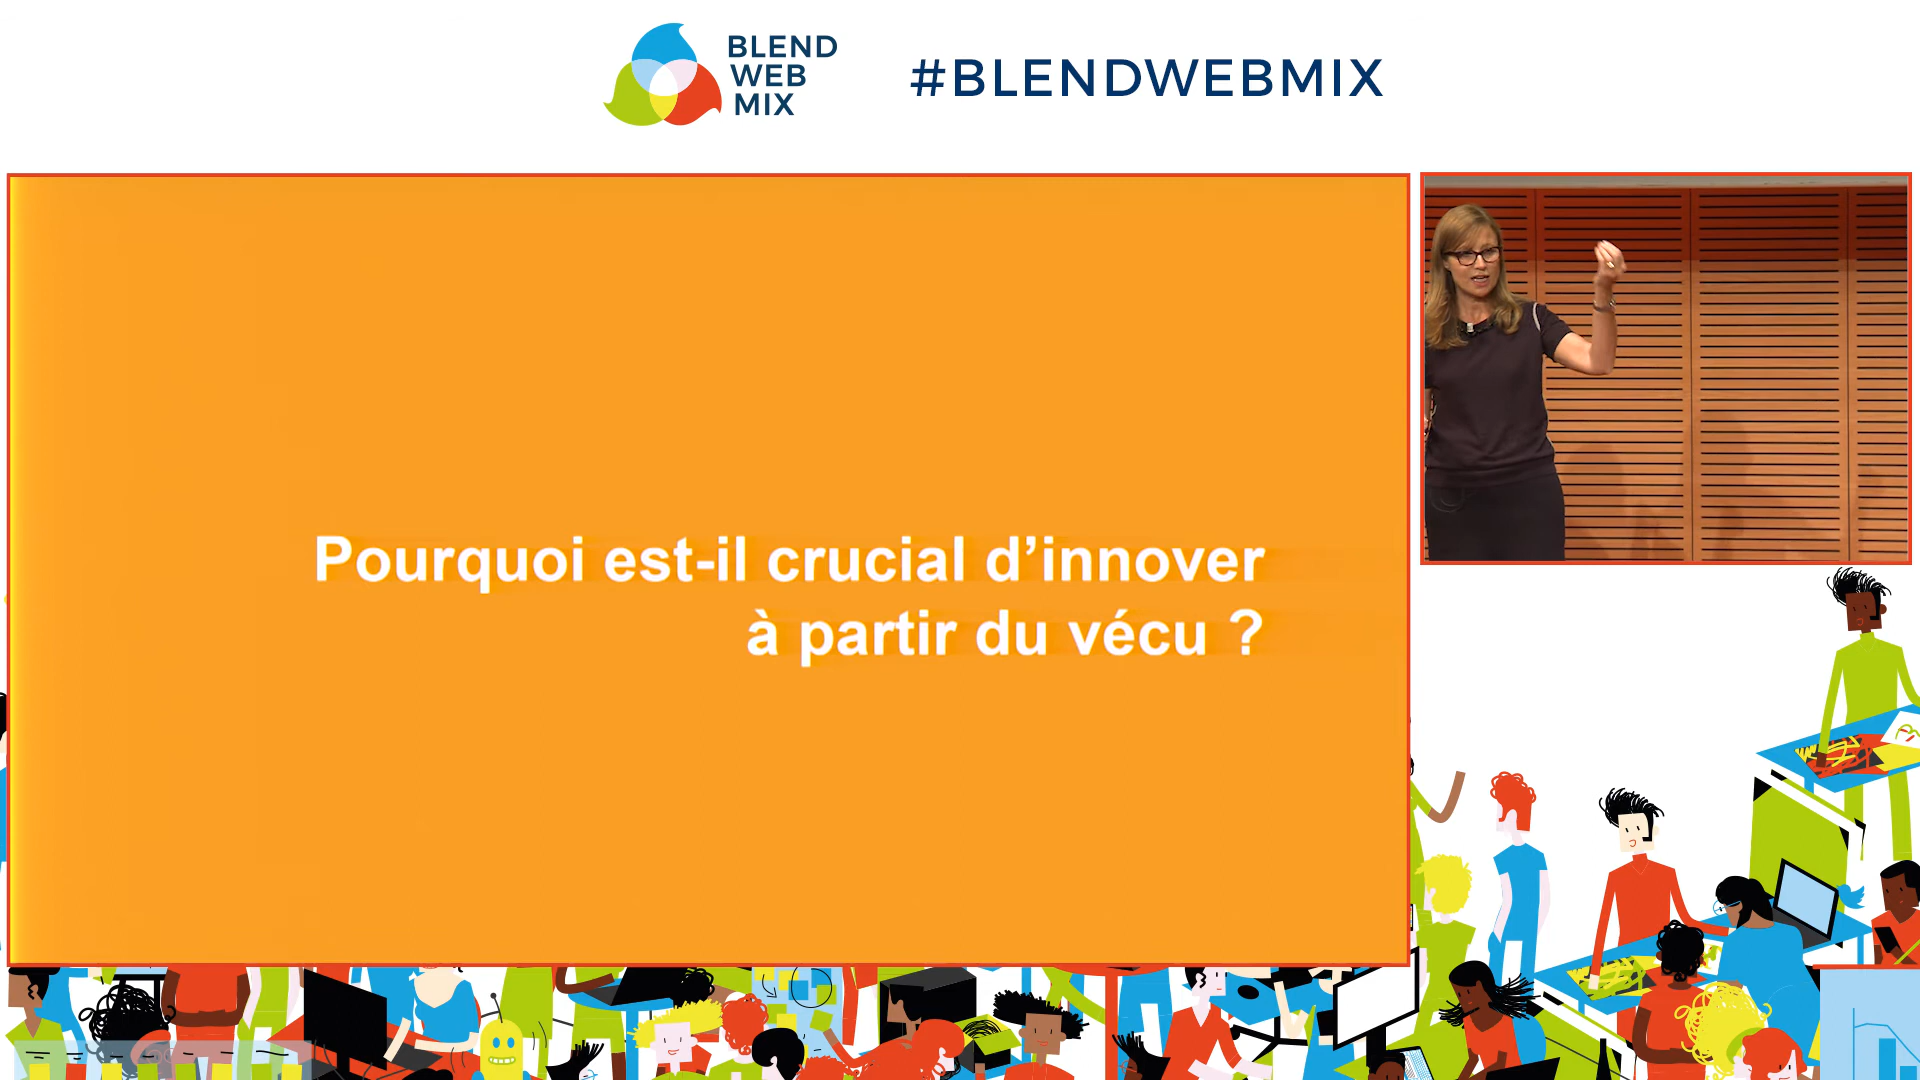 BLEND
WEB
MIX
#BLENDWEBMIX
Pourquoi est-il crucial d’innover
à partir du vécu ?